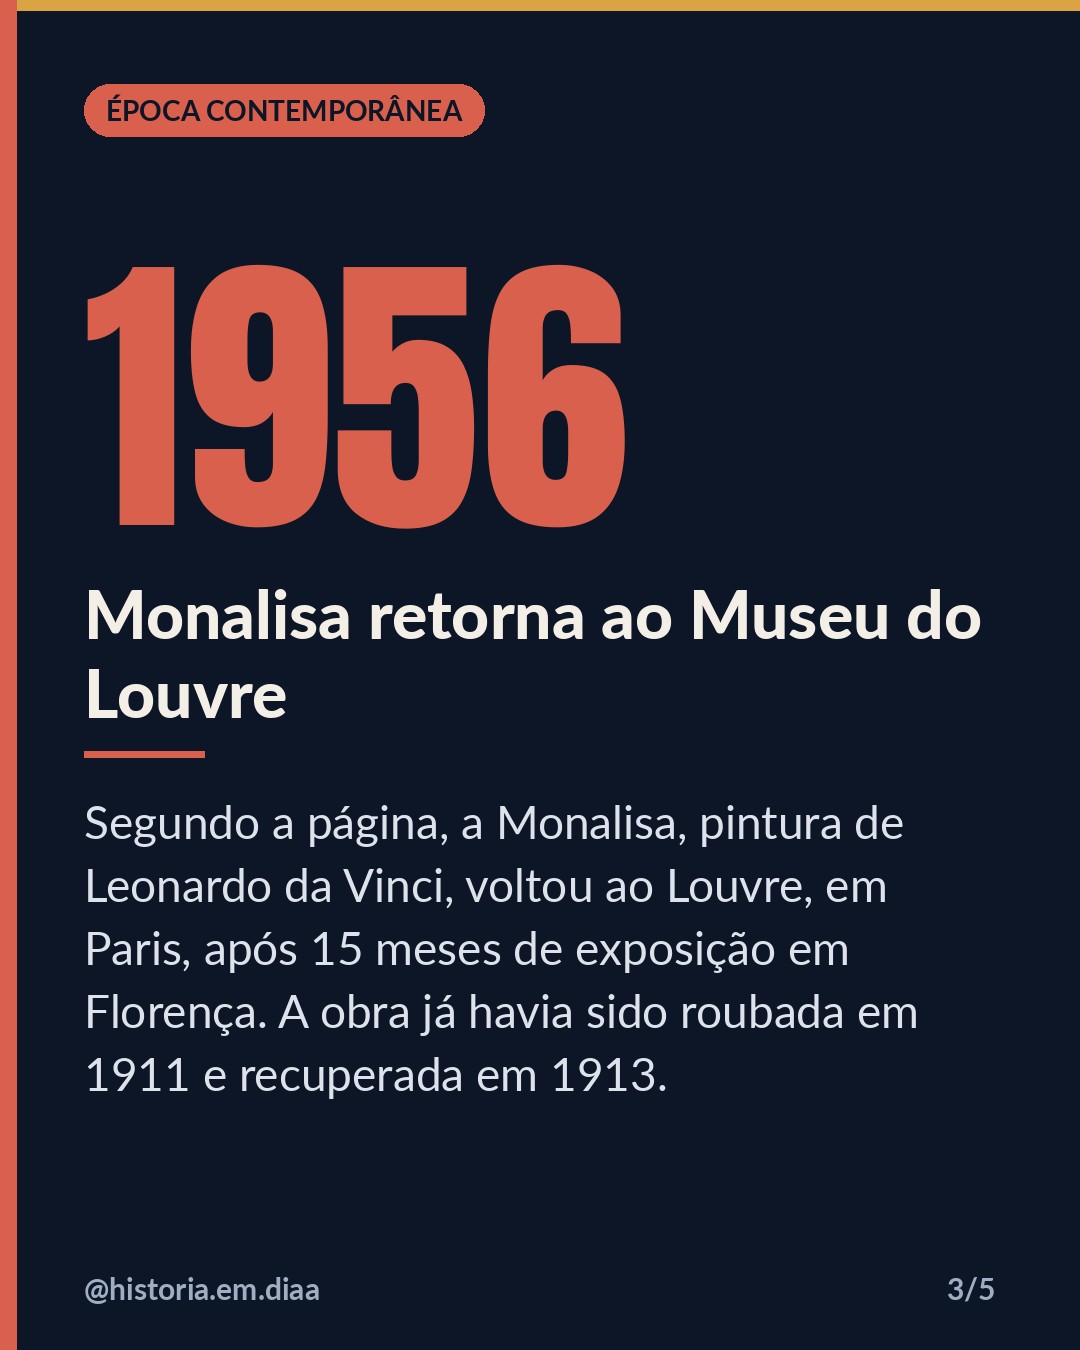 ÉPOCA CONTEMPORÂNEA
1956
Monalisa retorna ao Museu do
Louvre
Segundo a página, a Monalisa, pintura de
Leonardo da Vinci, voltou ao Louvre, em
Paris, após 15 meses de exposição em
Florença. A obra já havia sido roubada em
1911 e recuperada em 1913.
@historia.em.diaa
3/5